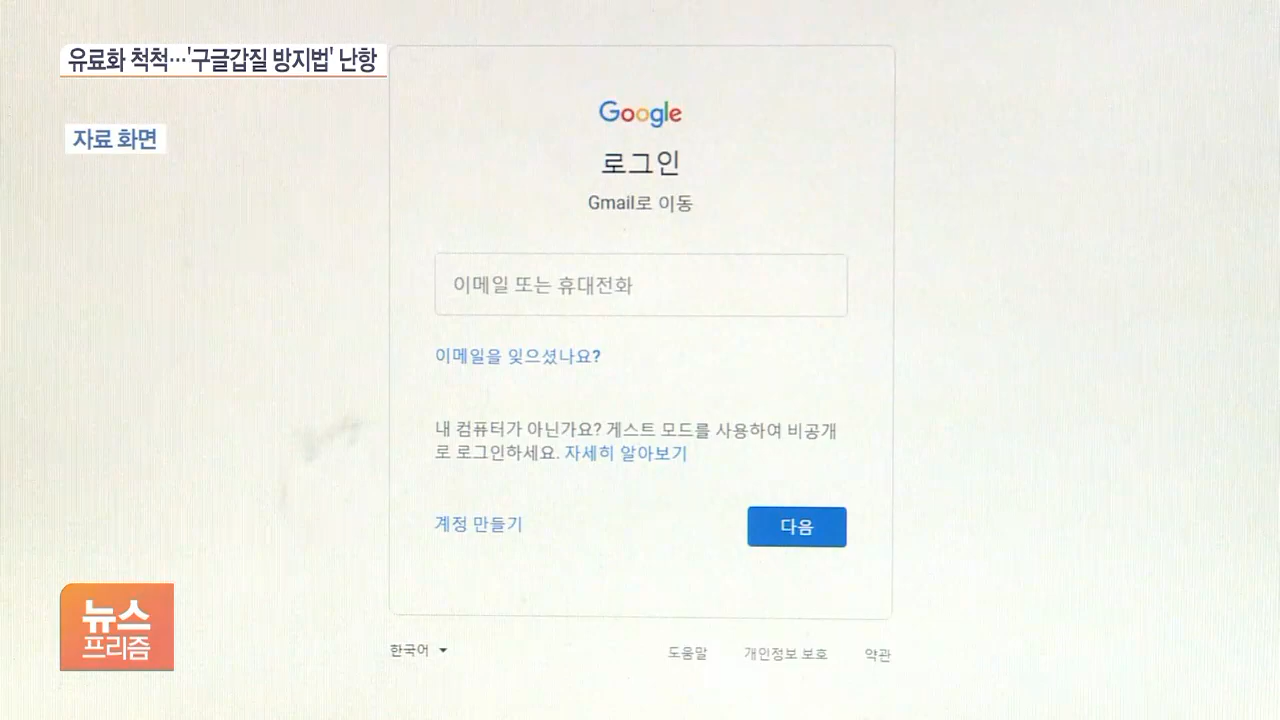 유료화 척척…'구글갑질 방지법' 난항
자료 화면
Google
로그인
Gmail로 이동
이메일 또는 휴대전화
이메일을 잊으셨나요?
내 컴퓨터가 아닌가요? 게스트 모드를 사용하여 비공개
로 로그인하세요. 자세히 알아보기
계정 만들기
다음
뉴스
프리즘
한국어
도움말
개인정보 보호
약관